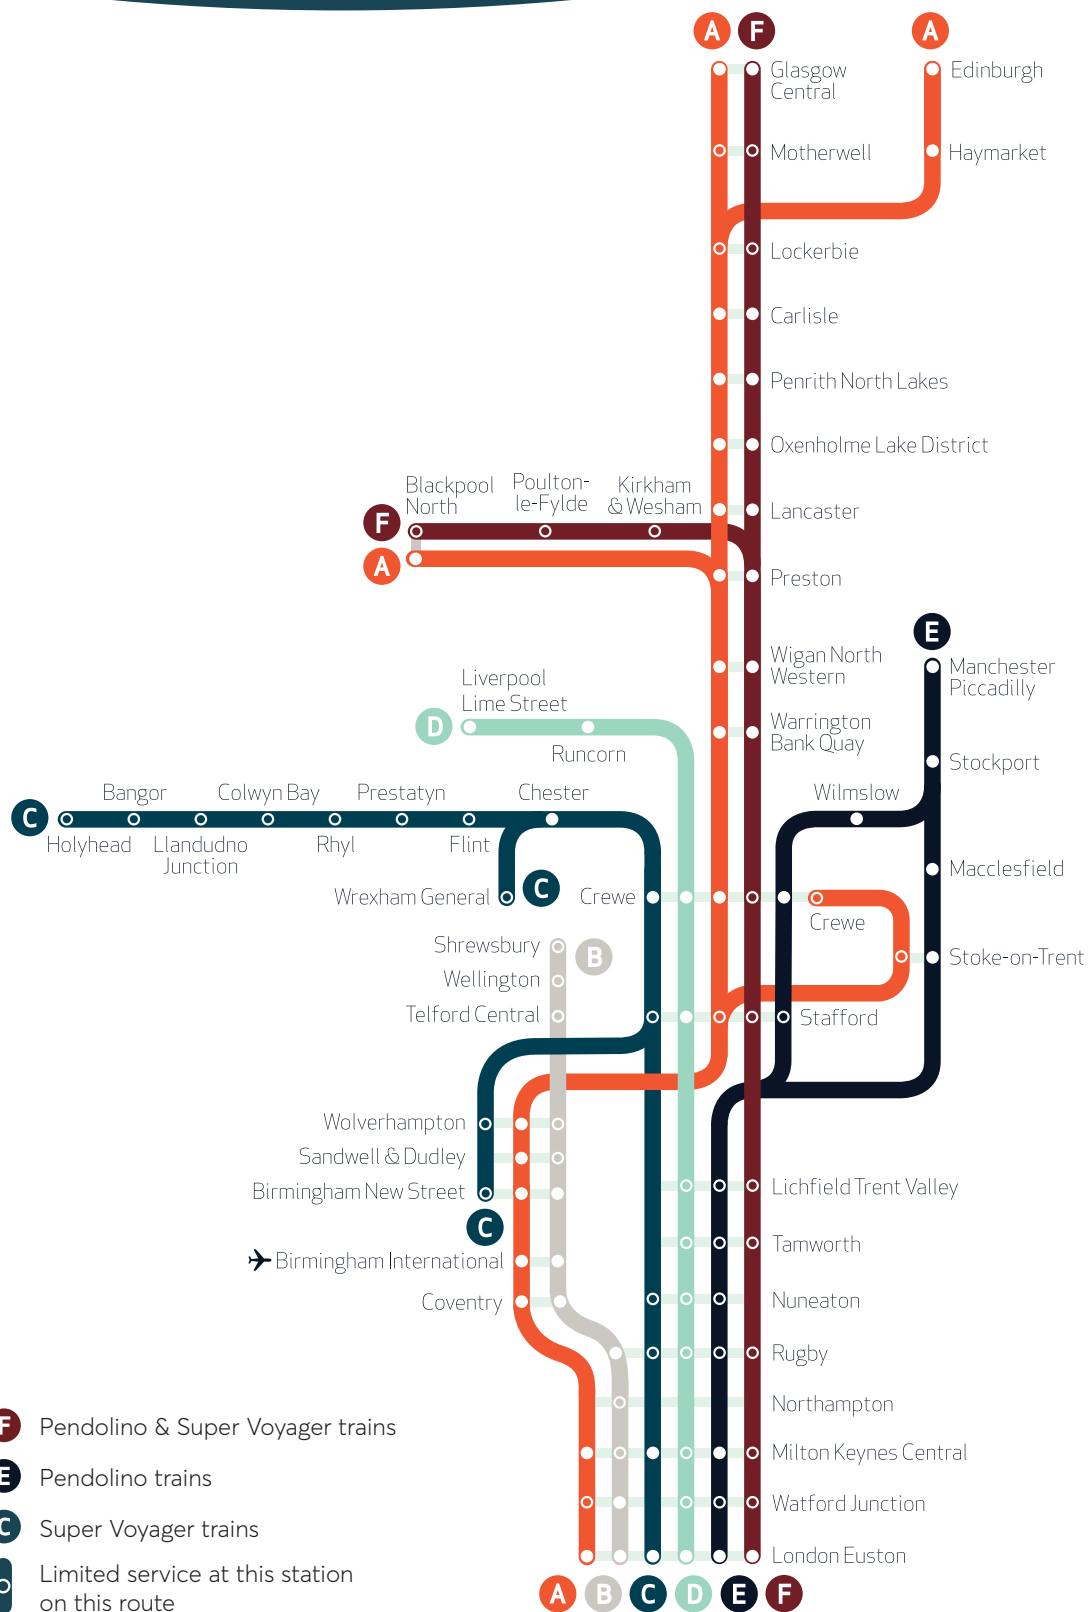 A
F
A
Glasgow
Central
Edinburgh
Motherwell
Haymarket
Lockerbie
Carlisle
Penrith North Lakes
Oxenholme Lake District
Blackpool
North
Poulton-
le-Fylde
Kirkham
& Wesham
Lancaster
F
A
Preston
E
Wigan North
Western
Manchester
Piccadilly
Liverpool
Lime Street
D
Runcorn
Warrington
Bank Quay
Stockport
Bangor
Colwyn Bay
Prestatyn
Chester
Wilmslow
C
Holyhead
Llandudno
Junction
Rhyl
Flint
Macclesfield
Wrexham General
C
Crewe
Crewe
Shrewsbury
B
Stoke-on-Trent
Wellington
Telford Central
Stafford
Wolverhampton
Sandwell & Dudley
Birmingham New Street
Lichfield Trent Valley
C
Tamworth
Birmingham International
Coventry
Nuneaton
Rugby
Northampton
F Pendolino & Super Voyager trains
Milton Keynes Central
E Pendolino trains
Watford Junction
C Super Voyager trains
London Euston
Limited service at this station
on this route
A B C D E F